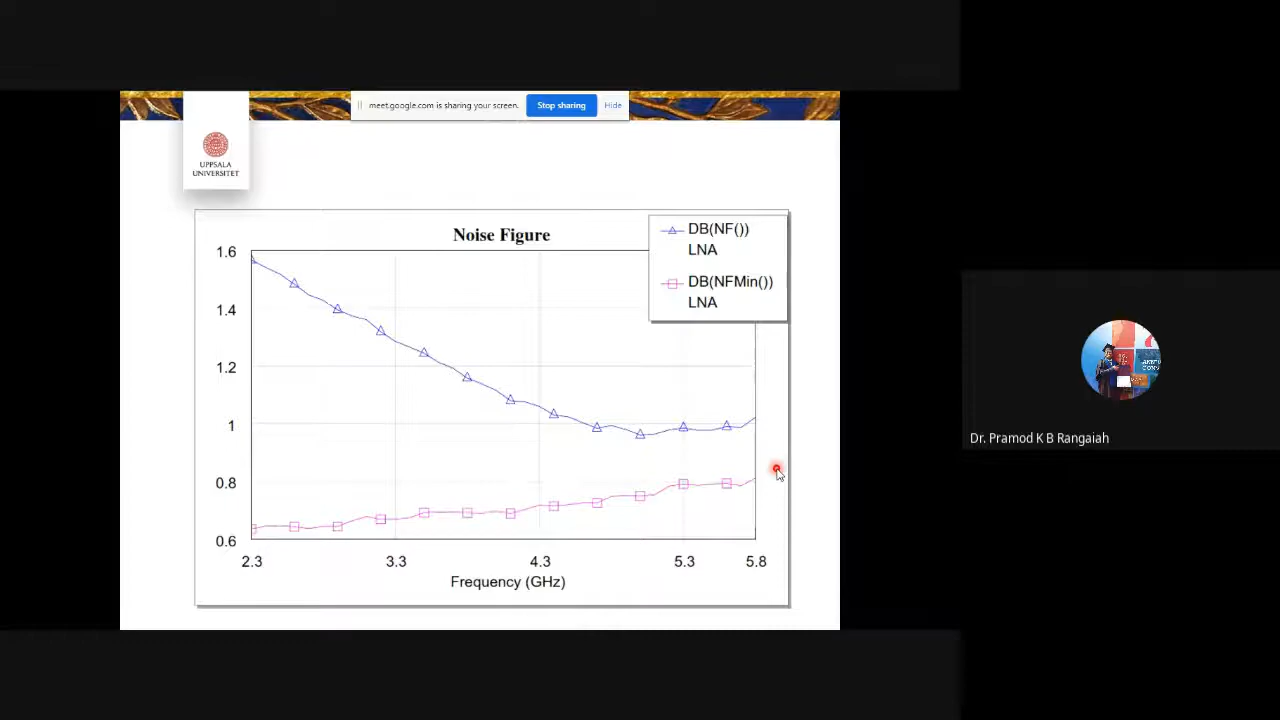 meet.google.com is sharing your screen. Stop sharing Hide
UPPSALA
UNIVERSITET
Noise Figure
DB(NF())
LNA
DB(NFMin())
LNA
1.6
1.4
1.2
1
0.8
0.6
2.3 3.3 4.3 5.3 5.8
Frequency (GHz)
Dr. Pramod K B Rangaiah